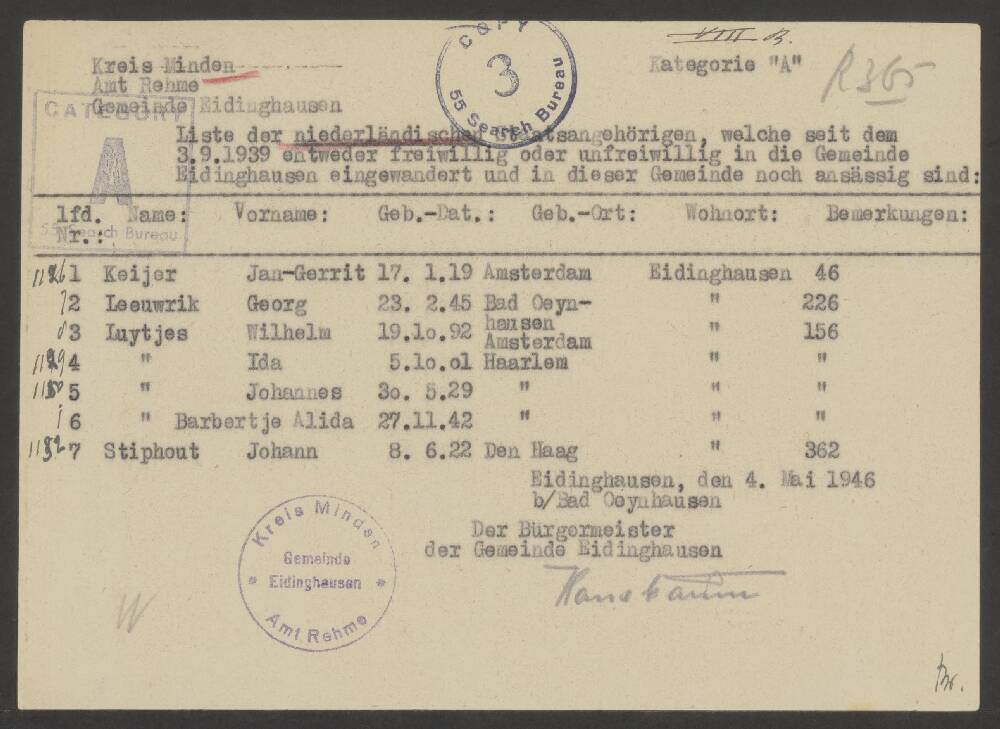 VIII B.
COPY
3
55 Search Bureau
Kreis Minden
Kategorie "A"
R 365
Amt Rehme
Gemeinde Eidinghausen
CATEGORY
A
55 Search Bureau
Liste der niederländischen Staatsangehörigen, welche seit dem
3.9.1939 entweder freiwillig oder unfreiwillig in die Gemeinde
Eidinghausen eingewandert und in dieser Gemeinde noch ansässig sind:
lfd. Name: Vorname: Geb.-Dat.: Geb.-Ort: Wohnort: Bemerkungen:
Nr.:
1 Keijer Jan-Gerrit 17. 1.19 Amsterdam Eidinghausen 46
2 Leeuwrik Georg 23. 2.45 Bad Oeyn- " 226
hausen
3 Luytjes Wilhelm 19.1o.92 Amsterdam " 156
4 " Ida 5.1o.o1 Haarlem " "
5 " Johannes 3o. 5.29 " " "
6 " Barbertje Alida 27.11.42 " " "
7 Stiphout Johann 8. 6.22 Den Haag " 362
Eidinghausen, den 4. Mai 1946
b/Bad Oeynhausen
Der Bürgermeister
der Gemeinde Eidinghausen
Kreis Minden
Gemeinde
Eidinghausen
Amt Rehme